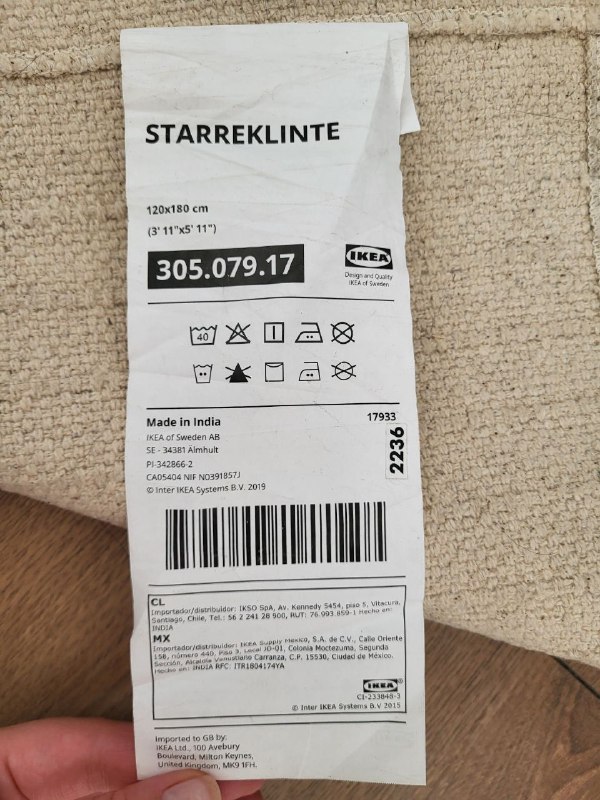 STARREKLINTE
120x180 cm
(3' 11"x5' 11")
305.079.17
IKEA
Design and Quality
IKEA of Sweden
40
Made in India
17933
IKEA of Sweden AB
SE - 34381 Älmhult
2236
PI-342866-2
CA05404 NIF N0391857J
© Inter IKEA Systems B.V. 2019
CL
Importador/distribuidor: IKSO SpA, Av. Kennedy 5454, piso 5, Vitacura,
Santiago, Chile, Tel.: 56 2 241 28 900, RUT: 76.993.859-1 Hecho en:
INDIA
MX
Importador/distribuidor: IKEA Supply México, S.A. de C.V., Calle Oriente
158, número 440, Piso 3, Local JO-01, Colonia Moctezuma, Segunda
Sección, Alcaldía Venustiano Carranza, C.P. 15530, Ciudad de México.
Hecho en: INDIA RFC: ITR1804174YA
IKEA®
CI-233848-3
© Inter IKEA Systems B.V 2015
Imported to GB by:
IKEA Ltd., 100 Avebury
Boulevard, Milton Keynes,
United Kingdom, MK9 1FH.